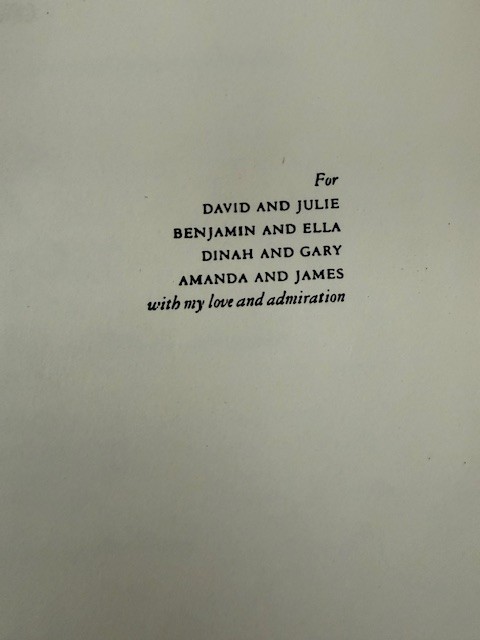 For
DAVID AND JULIE
BENJAMIN AND ELLA
DINAH AND GARY
AMANDA AND JAMES
with my love and admiration